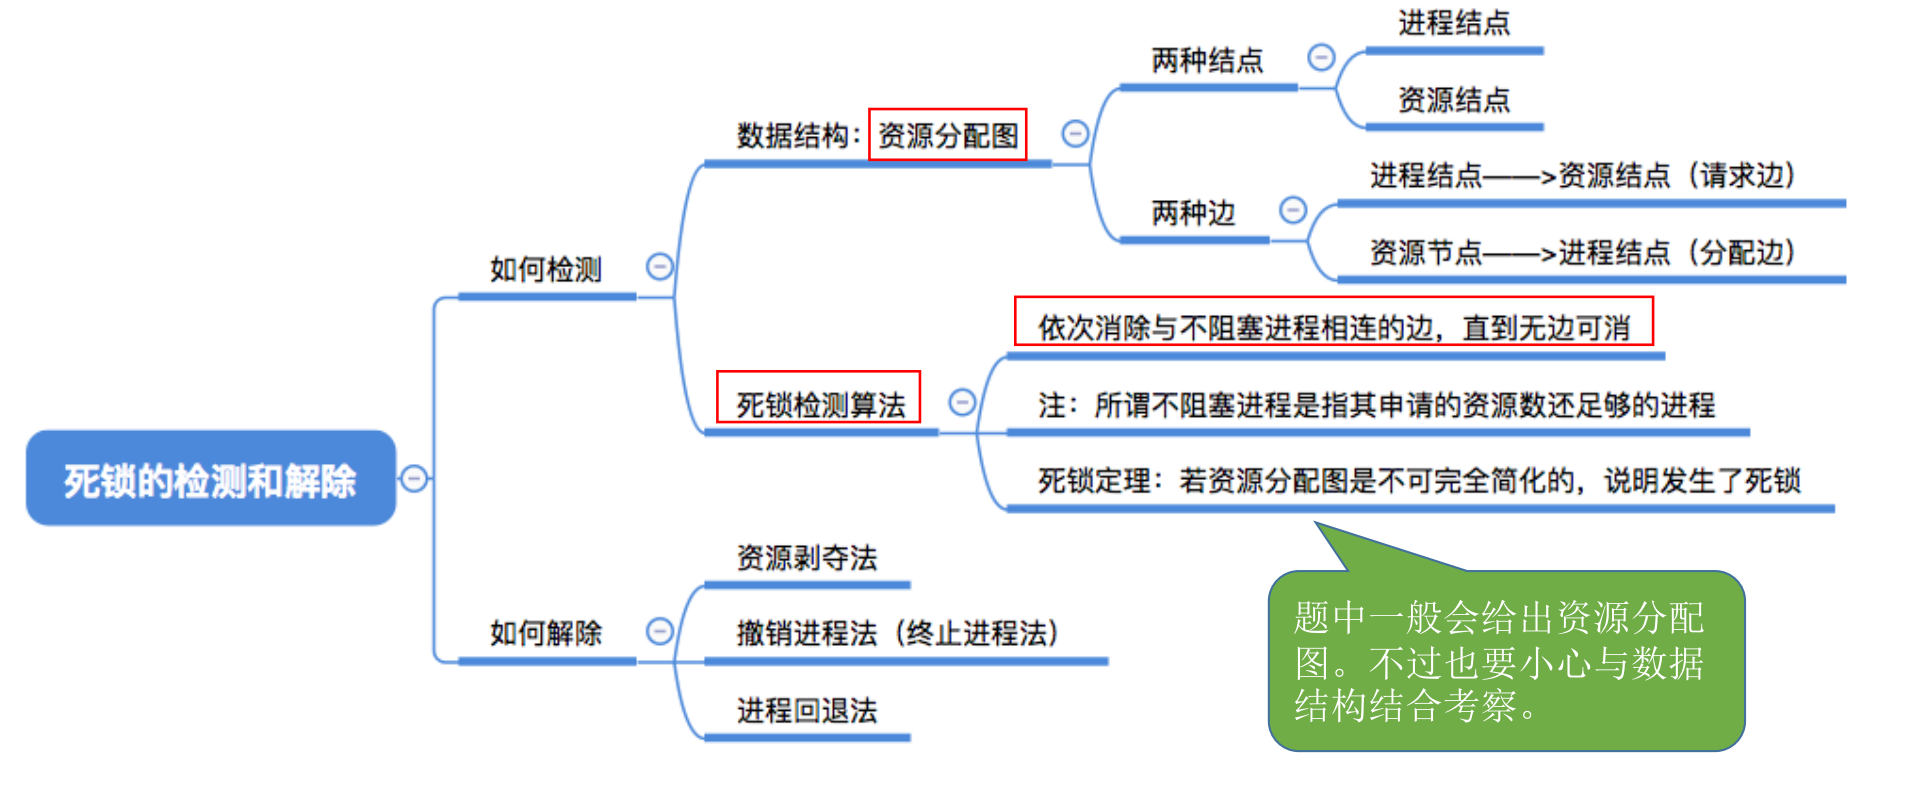 死锁的检测和解除
如何检测
数据结构：资源分配图
两种结点
进程结点
资源结点
两种边
进程结点——>资源结点（请求边）
资源节点——>进程结点（分配边）
死锁检测算法
依次消除与不阻塞进程相连的边，直到无边可消
注：所谓不阻塞进程是指其申请的资源数还足够的进程
死锁定理：若资源分配图是不可完全简化的，说明发生了死锁
如何解除
资源剥夺法
撤销进程法（终止进程法）
进程回退法
题中一般会给出资源分配
图。不过也要小心与数据
结构结合考察。